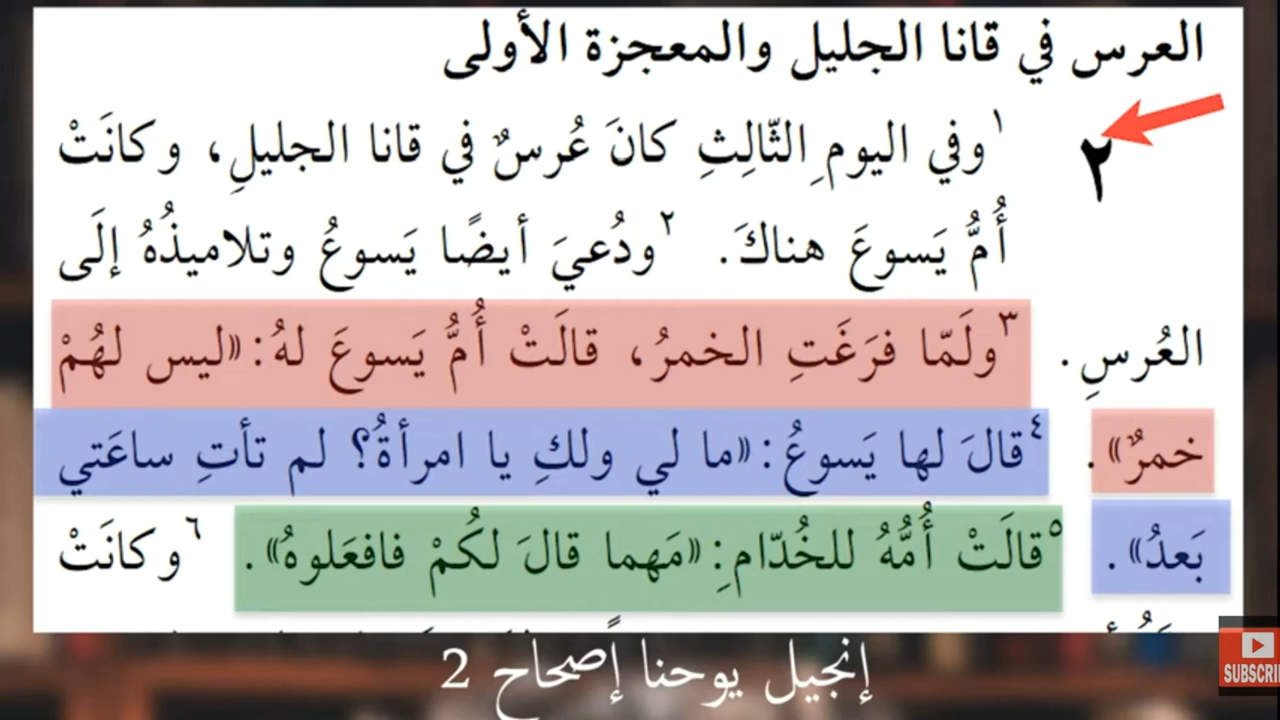 العرس في قانا الجليل والمعجزة الأولى
٢ ١وفي اليومِ الثّالِثِ كانَ عُرسٌ في قانا الجليلِ، وكانَتْ
أُمُّ يَسوعَ هناكَ. ٢ودُعيَ أيضًا يَسوعُ وتلاميذُهُ إلَى
العُرسِ. ٣ولَمّا فرَغَتِ الخمرُ، قالَتْ أُمُّ يَسوعَ لهُ: «ليس لهُمْ
خمرٌ». ٤قالَ لها يَسوعُ: «ما لي ولكِ يا امرأةُ؟ لم تأتِ ساعَتي
بَعدُ». ٥قالَتْ أُمُّهُ للخُدّامِ: «مَهما قالَ لكُمْ فافعَلوهُ». ٦وكانَتْ
إنجيل يوحنا إصحاح 2
SUBSCRI